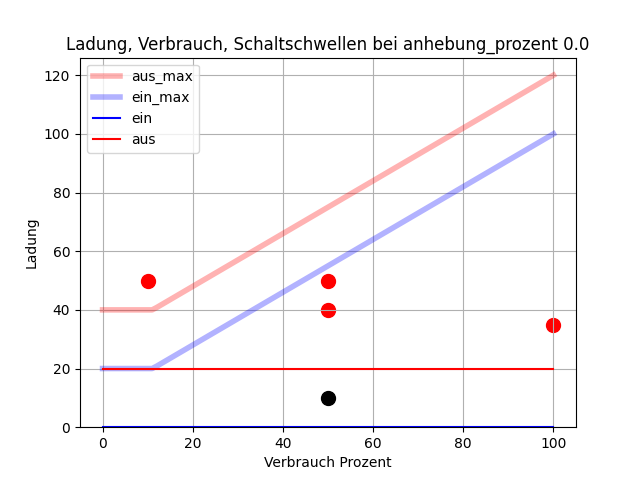 Ladung, Verbrauch, Schaltschwellen bei anhebung_prozent 0.0
aus_max
ein_max
ein
aus
120
100
80
60
40
20
0
Ladung
0 20 40 60 80 100
Verbrauch Prozent